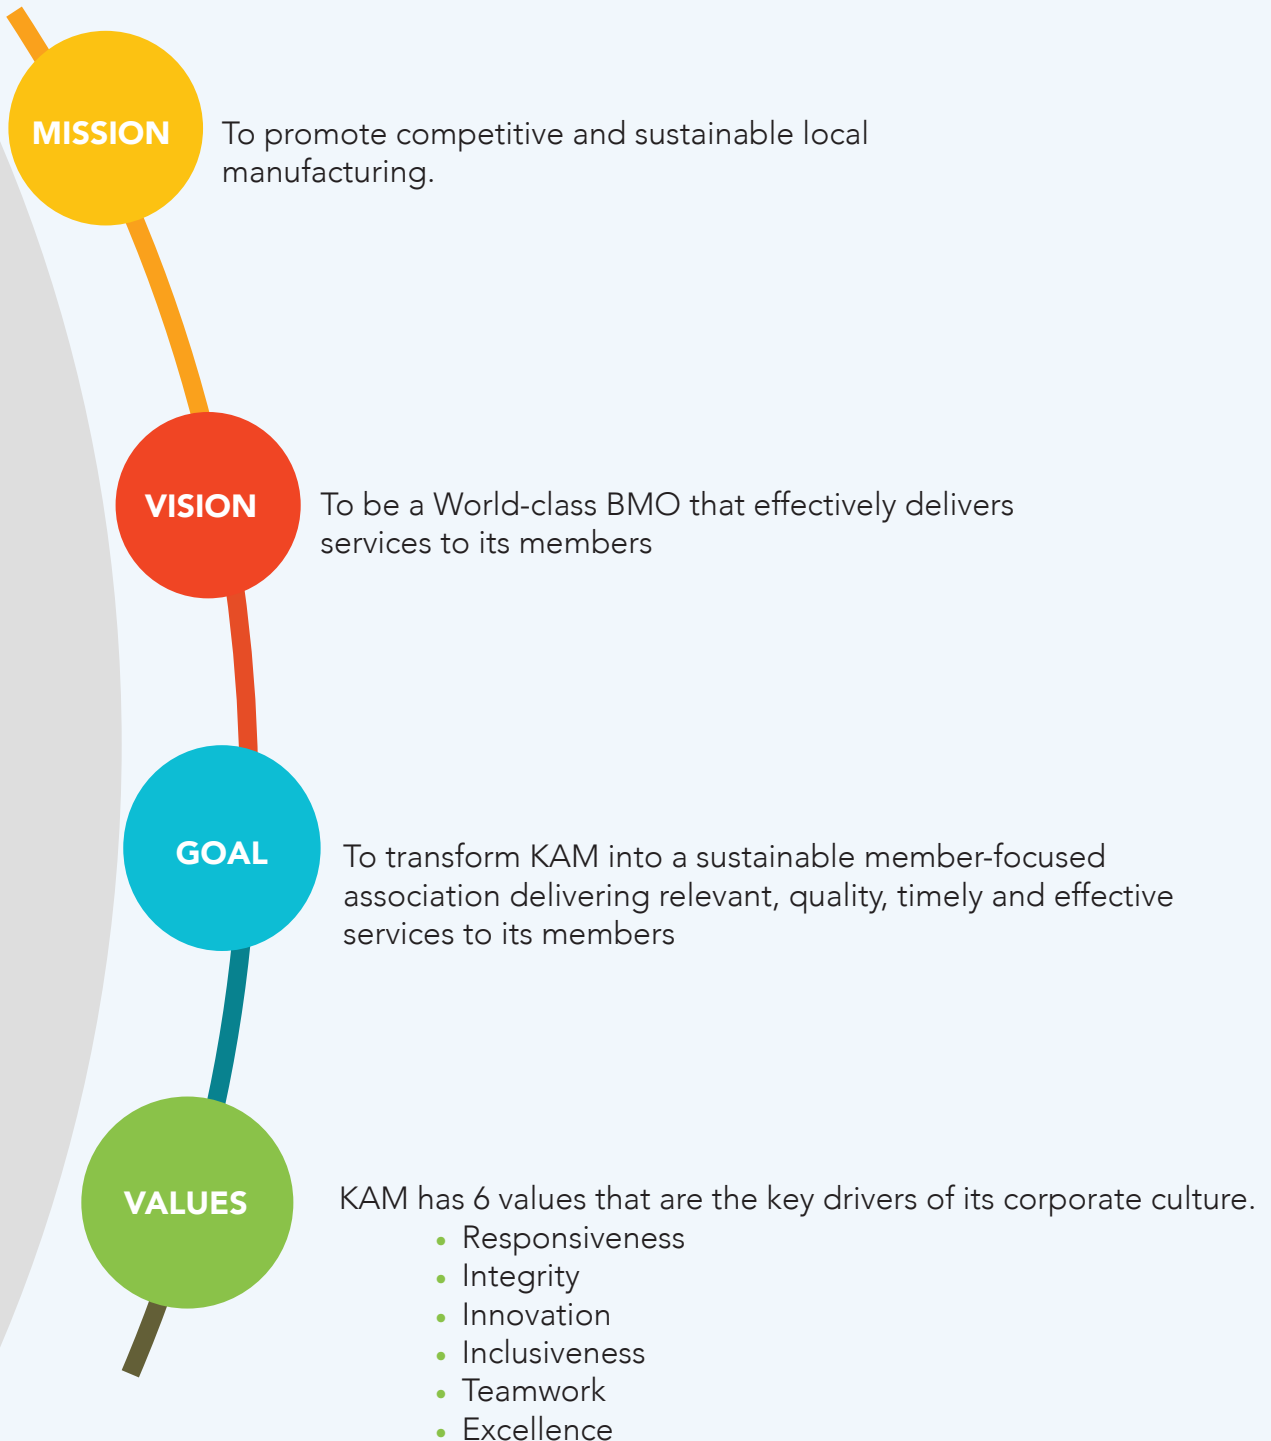 MISSION
To promote competitive and sustainable local
manufacturing.
VISION
To be a World-class BMO that effectively delivers
services to its members
GOAL
To transform KAM into a sustainable member-focused
association delivering relevant, quality, timely and effective
services to its members
VALUES
KAM has 6 values that are the key drivers of its corporate culture.
• Responsiveness
• Integrity
• Innovation
• Inclusiveness
• Teamwork
• Excellence